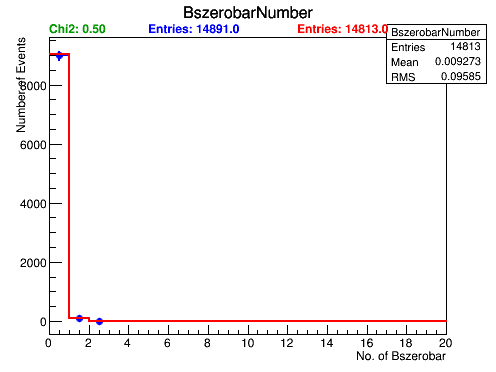 BszerobarNumber
Chi2: 0.50 Entries: 14891.0 Entries: 14813.0
BszerobarNumber
Entries 14813
Mean 0.009273
RMS 0.09585
Number of Events
8000
6000
4000
2000
0
0 2 4 6 8 10 12 14 16 18 20
No. of Bszerobar